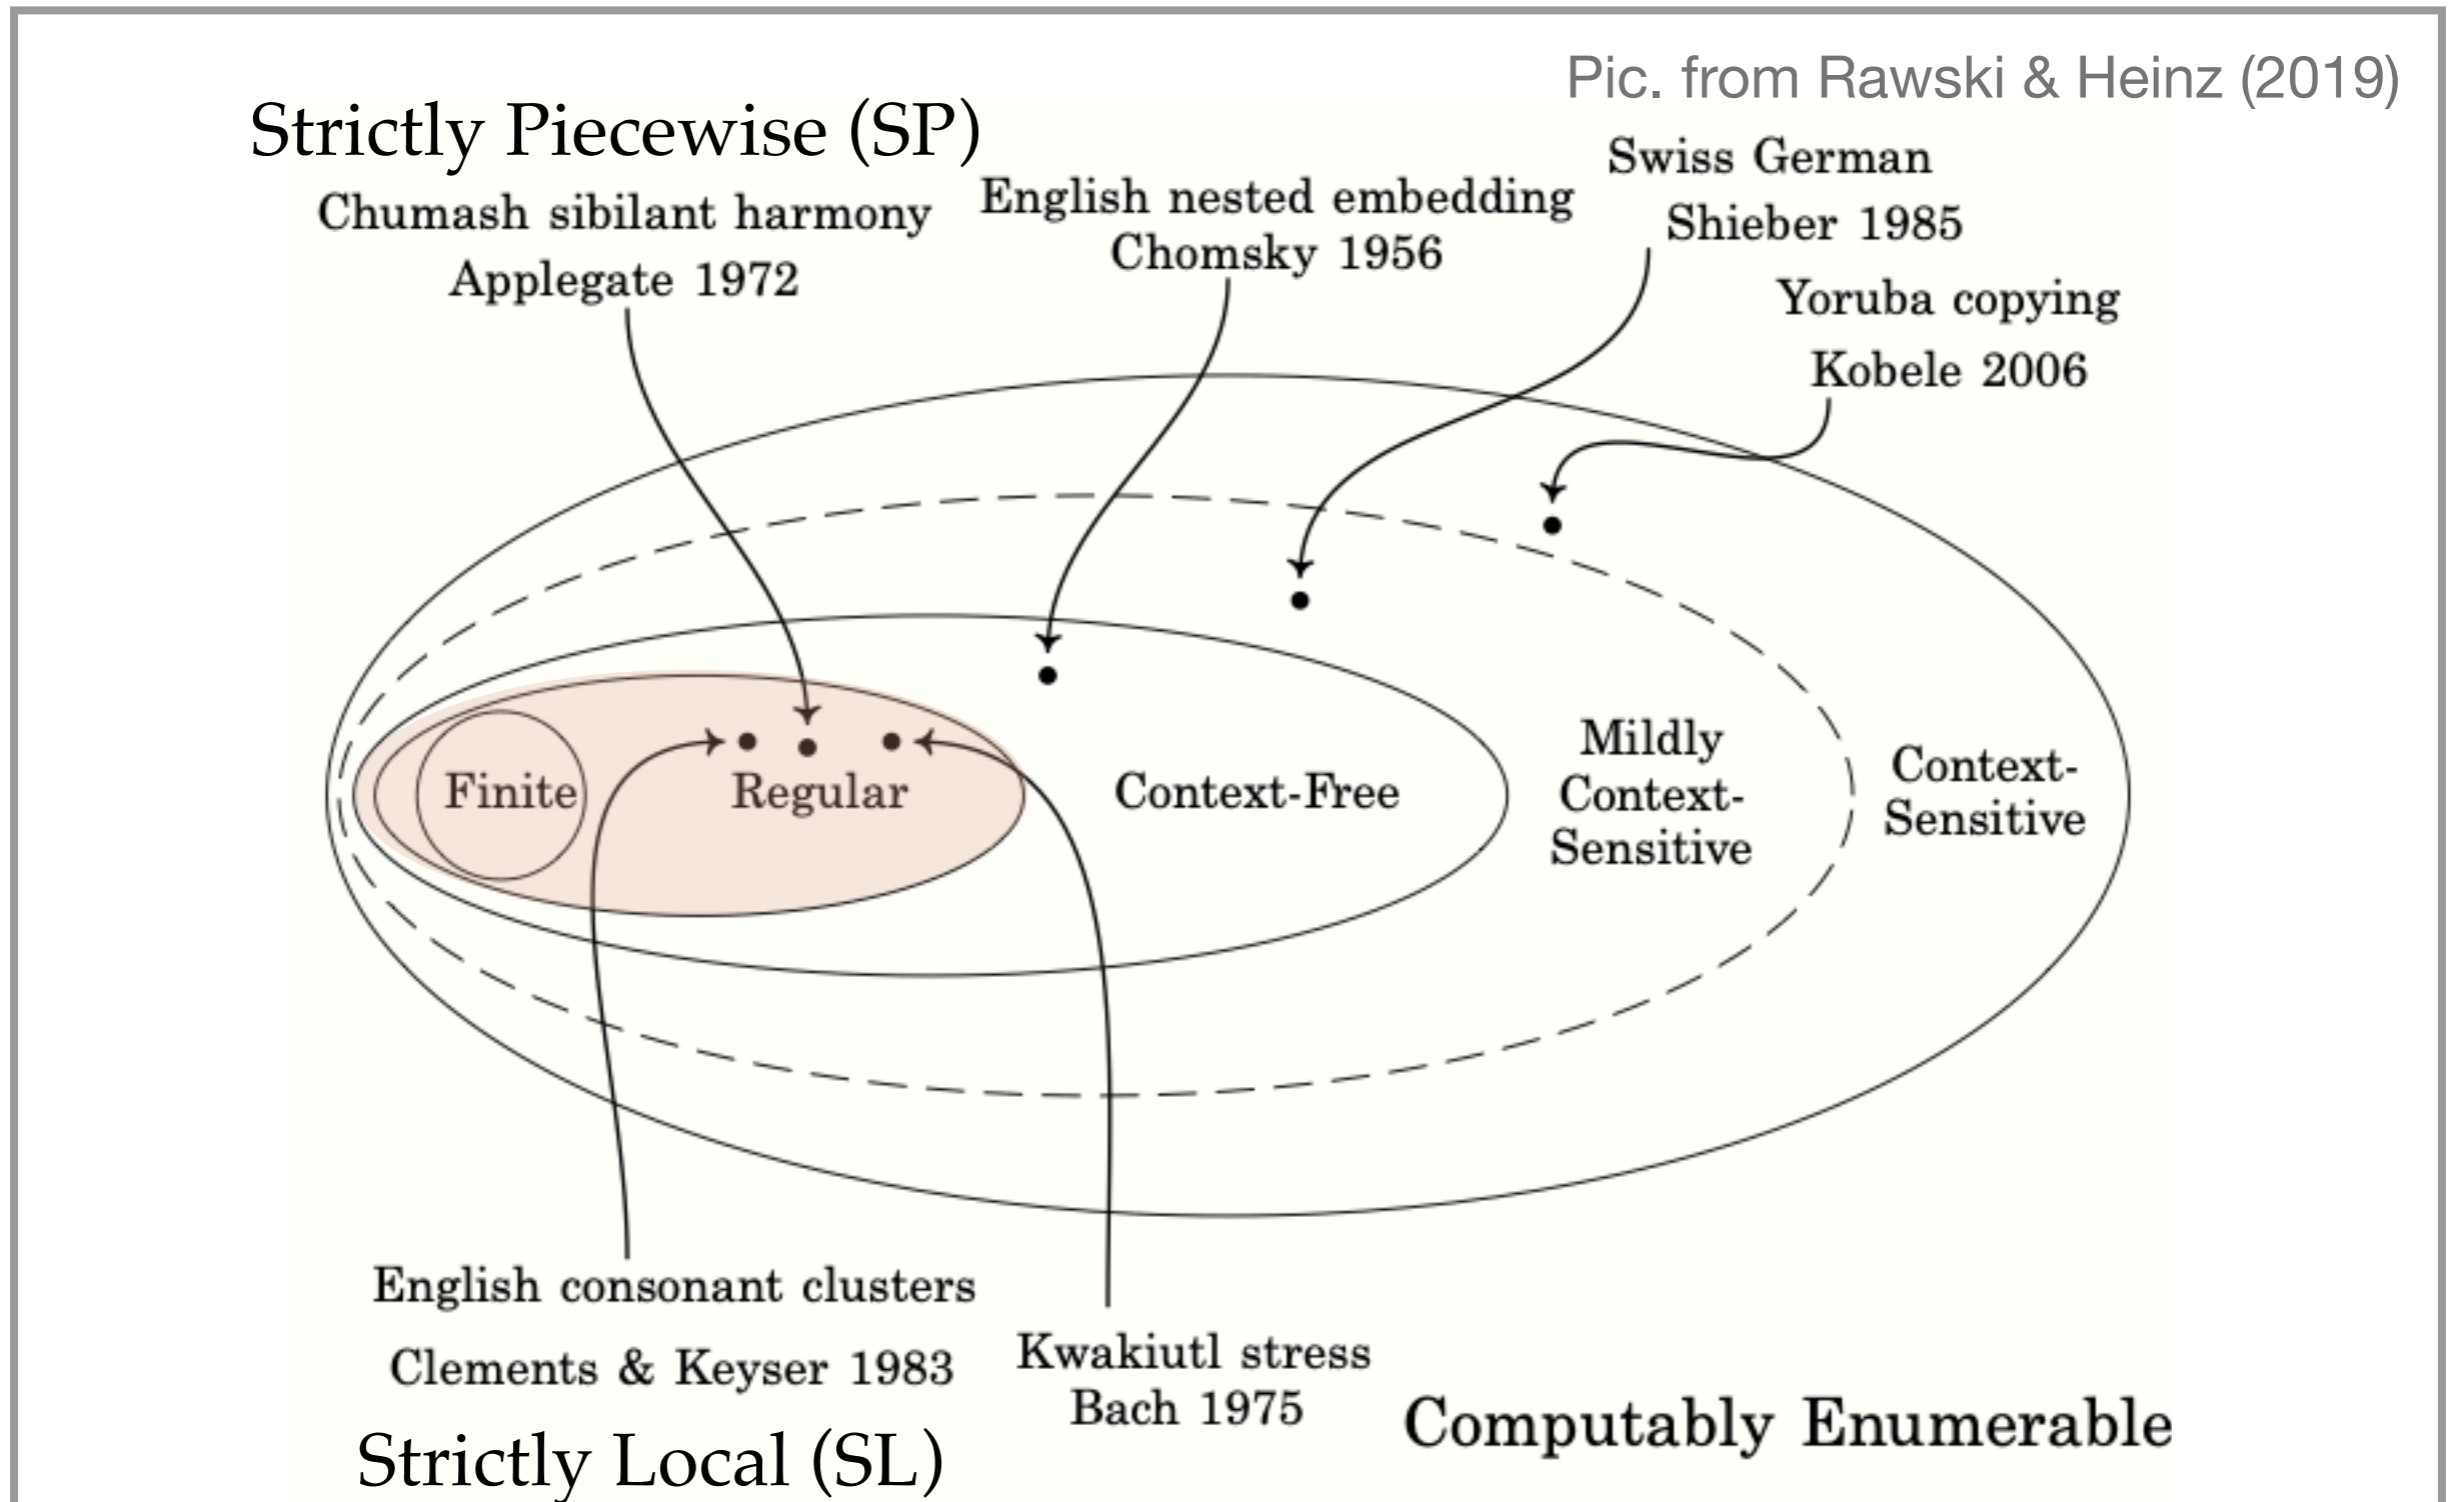 Pic. from Rawski & Heinz (2019)
Strictly Piecewise (SP)
Chumash sibilant harmony
Applegate 1972
English nested embedding
Chomsky 1956
Swiss German
Shieber 1985
Yoruba copying
Kobele 2006
Finite
Regular
Context-Free
Mildly
Context-
Sensitive
Context-
Sensitive
English consonant clusters
Clements & Keyser 1983
Strictly Local (SL)
Kwakiutl stress
Bach 1975
Computably Enumerable